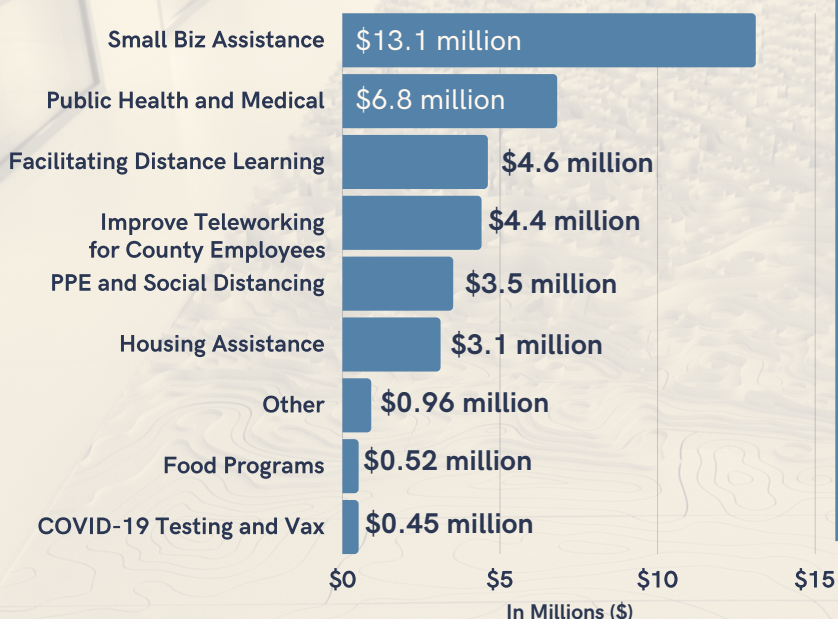 Small Biz Assistance $13.1 million
Public Health and Medical $6.8 million
Facilitating Distance Learning $4.6 million
Improve Teleworking
for County Employees $4.4 million
PPE and Social Distancing $3.5 million
Housing Assistance $3.1 million
Other $0.96 million
Food Programs $0.52 million
COVID-19 Testing and Vax $0.45 million
$0 $5 $10 $15
In Millions ($)